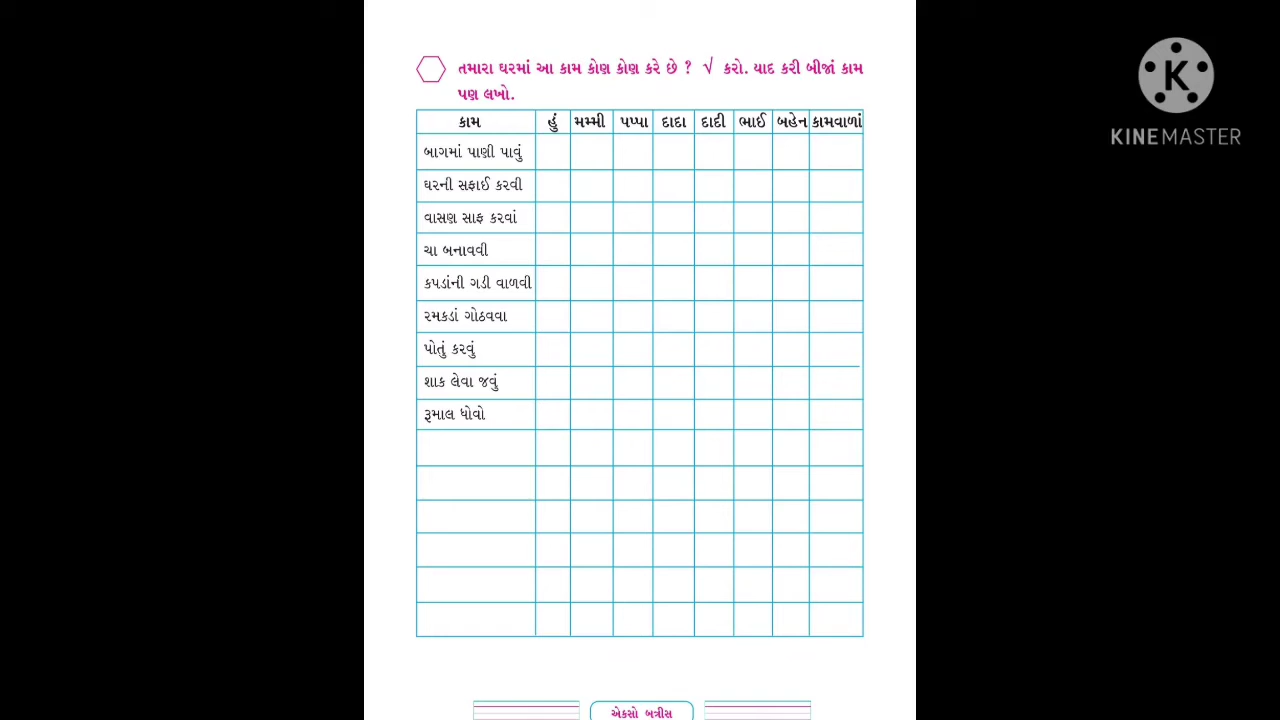 તમારા ઘરમાં આ કામ કોણ કોણ કરે છે ? √ કરો. યાદ કરી બીજાં કામ
પણ લખો.
કામ હું મમ્મી પપ્પા દાદા દાદી ભાઈ બહેન કામવાળાં
બાગમાં પાણી પાવું
ઘરની સફાઈ કરવી
વાસણ સાફ કરવાં
ચા બનાવવી
કપડાંની ગડી વાળવી
રમકડાં ગોઠવવા
પોતું કરવું
શાક લેવા જવું
રૂમાલ ધોવો
એકસો બત્રીસ
K
KINEMASTER